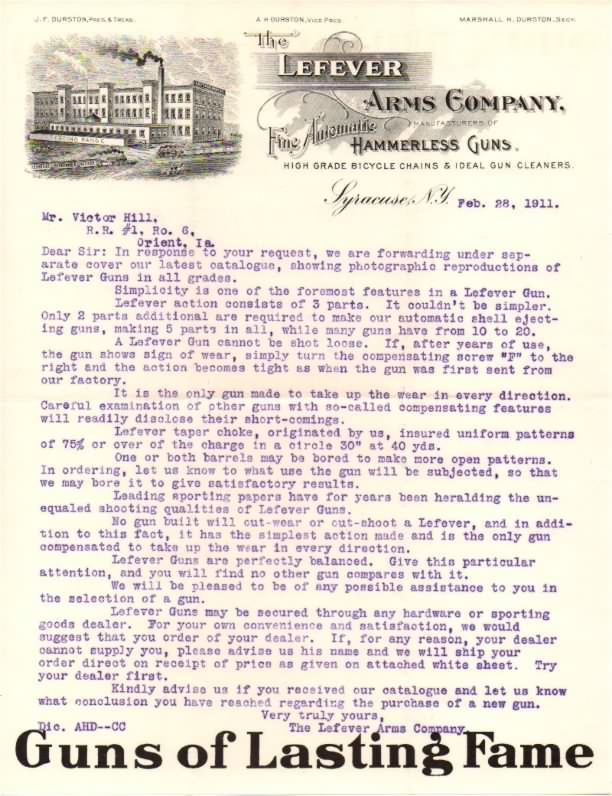 J. F. DURSTON, PRES. & TREAS. A. H. DURSTON, VICE PRES. MARSHALL H. DURSTON, SECY.
The
LEFEVER
ARMS COMPANY,
MANUFACTURERS OF
Fine Automatic
HAMMERLESS GUNS.
HIGH GRADE BICYCLE CHAINS & IDEAL GUN CLEANERS.
TESTING RANGE
Syracuse, N.Y. Feb. 28, 1911.
Mr. Victor Hill,
R.R. #1, Ro. 6,
Orient, Ia.
Dear Sir: In response to your request, we are forwarding under sep-
arate cover our latest catalogue, showing photographic reproductions of
Lefever Guns in all grades.
Simplicity is one of the foremost features in a Lefever Gun.
Lefever action consists of 3 parts. It couldn't be simpler.
Only 2 parts additional are required to make our automatic shell eject-
ing guns, making 5 parts in all, while many guns have from 10 to 20.
A Lefever Gun cannot be shot loose. If, after years of use,
the gun shows sign of wear, simply turn the compensating screw "F" to the
right and the action becomes tight as when the gun was first sent from
our factory.
It is the only gun made to take up the wear in every direction.
Careful examination of other guns with so-called compensating features
will readily disclose their short-comings.
Lefever taper choke, originated by us, insured uniform patterns
of 75% or over of the charge in a circle 30" at 40 yds.
One or both barrels may be bored to make more open patterns.
In ordering, let us know to what use the gun will be subjected, so that
we may bore it to give satisfactory results.
Leading sporting papers have for years been heralding the un-
equaled shooting qualities of Lefever Guns.
No gun built will out-wear or out-shoot a Lefever, and in addi-
tion to this fact, it has the simplest action made and is the only gun
compensated to take up the wear in every direction.
Lefever Guns are perfectly balanced. Give this particular
attention, and you will find no other gun compares with it.
We will be pleased to be of any possible assistance to you in
the selection of a gun.
Lefever Guns may be secured through any hardware or sporting
goods dealer. For your own convenience and satisfaction, we would
suggest that you order of your dealer. If, for any reason, your dealer
cannot supply you, please advise us his name and we will ship your
order direct on receipt of price as given on attached white sheet. Try
your dealer first.
Kindly advise us if you received our catalogue and let us know
what conclusion you have reached regarding the purchase of a new gun.
Very truly yours,
Dic. AHD--CC The Lefever Arms Company
Guns of Lasting Fame